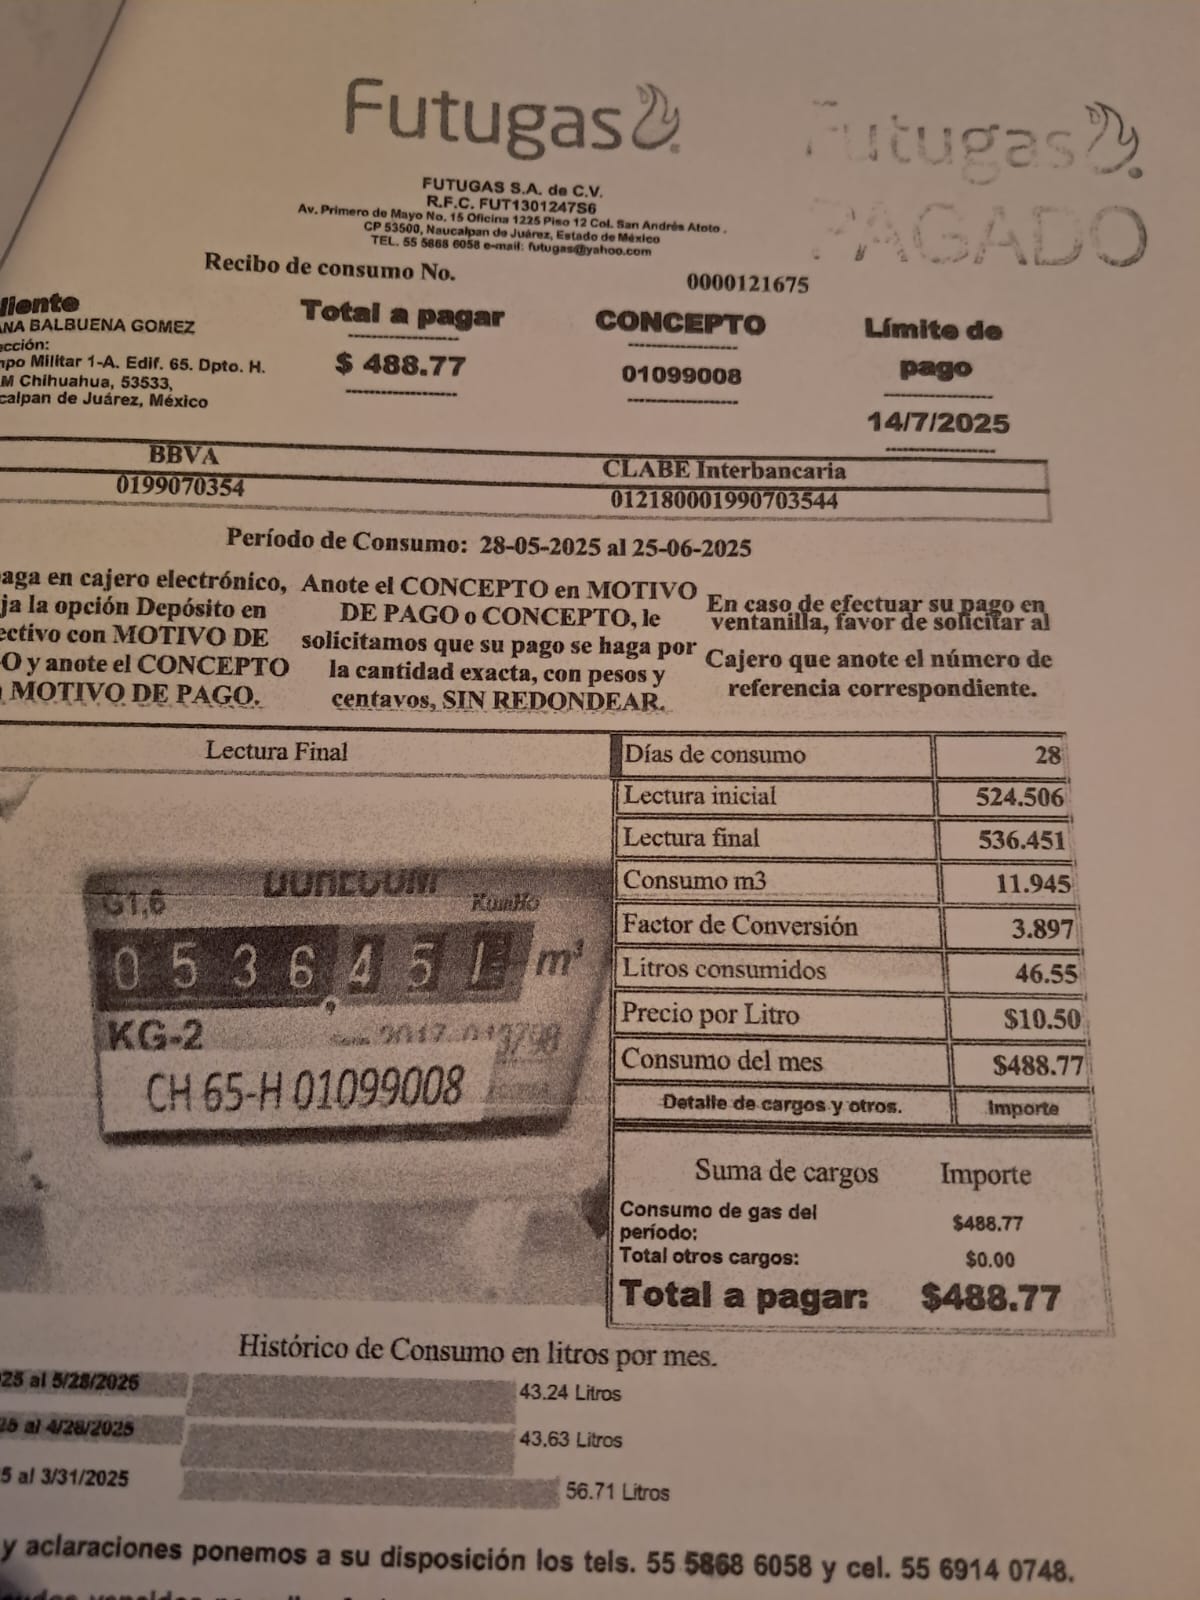 Futugas
Futugas
PAGADO
FUTUGAS S.A. de C.V.
R.F.C. FUT1301247S6
Av. Primero de Mayo No. 15 Oficina 1225 Piso 12 Col. San Andrés Atoto .
CP 53500, Naucalpan de Juárez, Estado de México
TEL. 55 5868 6058 e-mail: futugas@yahoo.com
Recibo de consumo No. 0000121675
liente
ANA BALBUENA GOMEZ
ección:
mpo Militar 1-A. Edif. 65. Dpto. H.
M Chihuahua, 53533,
calpan de Juárez, México
Total a pagar
$ 488.77
CONCEPTO
01099008
Límite de
pago
14/7/2025
BBVA CLABE Interbancaria
0199070354 012180001990703544
Período de Consumo: 28-05-2025 al 25-06-2025
aga en cajero electrónico,
ja la opción Depósito en
ectivo con MOTIVO DE
O y anote el CONCEPTO
MOTIVO DE PAGO.
Anote el CONCEPTO en MOTIVO
DE PAGO o CONCEPTO, le
solicitamos que su pago se haga por
la cantidad exacta, con pesos y
centavos, SIN REDONDEAR.
En caso de efectuar su pago en
ventanilla, favor de solicitar al
Cajero que anote el número de
referencia correspondiente.
Lectura Final
G1,6 KumHo
0536,451 m³
KG-2 2017
CH 65-H 01099008
Días de consumo 28
Lectura inicial 524.506
Lectura final 536.451
Consumo m3 11.945
Factor de Conversión 3.897
Litros consumidos 46.55
Precio por Litro $10.50
Consumo del mes $488.77
Detalle de cargos y otros. Importe
Suma de cargos Importe
Consumo de gas del
período: $488.77
Total otros cargos: $0.00
Total a pagar: $488.77
Histórico de Consumo en litros por mes.
25 al 5/28/2025 43.24 Litros
25 al 4/28/2025 43.63 Litros
5 al 3/31/2025 56.71 Litros
y aclaraciones ponemos a su disposición los tels. 55 5868 6058 y cel. 55 6914 0748.